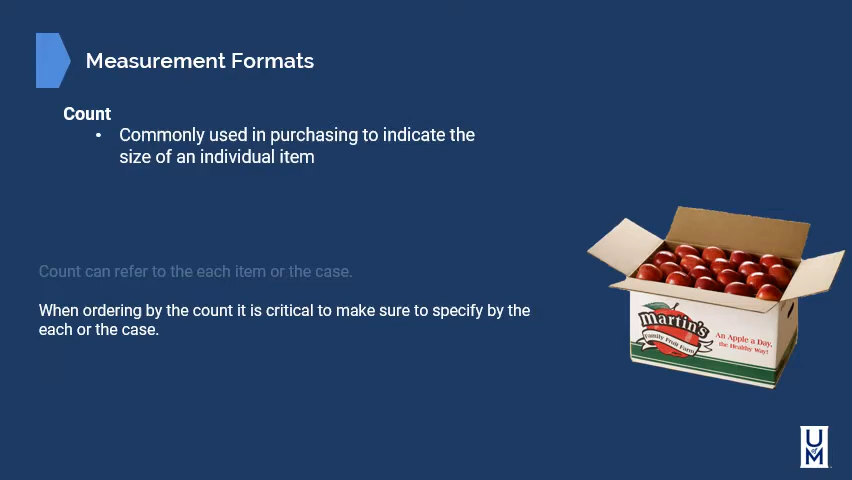 Measurement Formats
Count
• Commonly used in purchasing to indicate the
size of an individual item
Count can refer to the each item or the case.
When ordering by the count it is critical to make sure to specify by the
each or the case.
Martin's
Family Fruit Farm
An Apple a Day,
the Healthy Way!
U
of
M